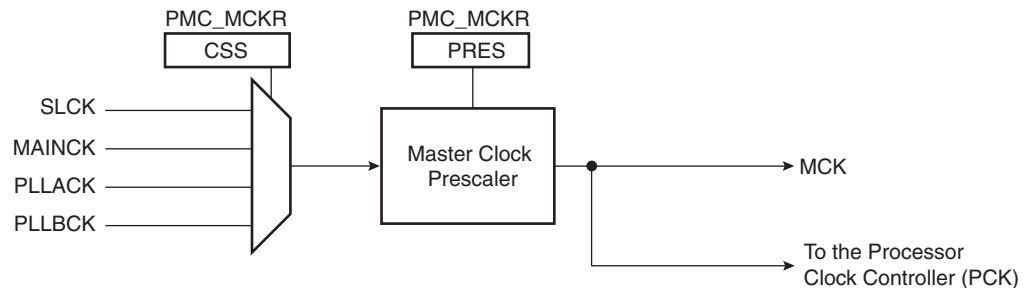 PMC_MCKR
PMC_MCKR
CSS
PRES
SLCK
MAINCK
PLLACK
PLLBCK
Master Clock
Prescaler
MCK
To the Processor
Clock Controller (PCK)